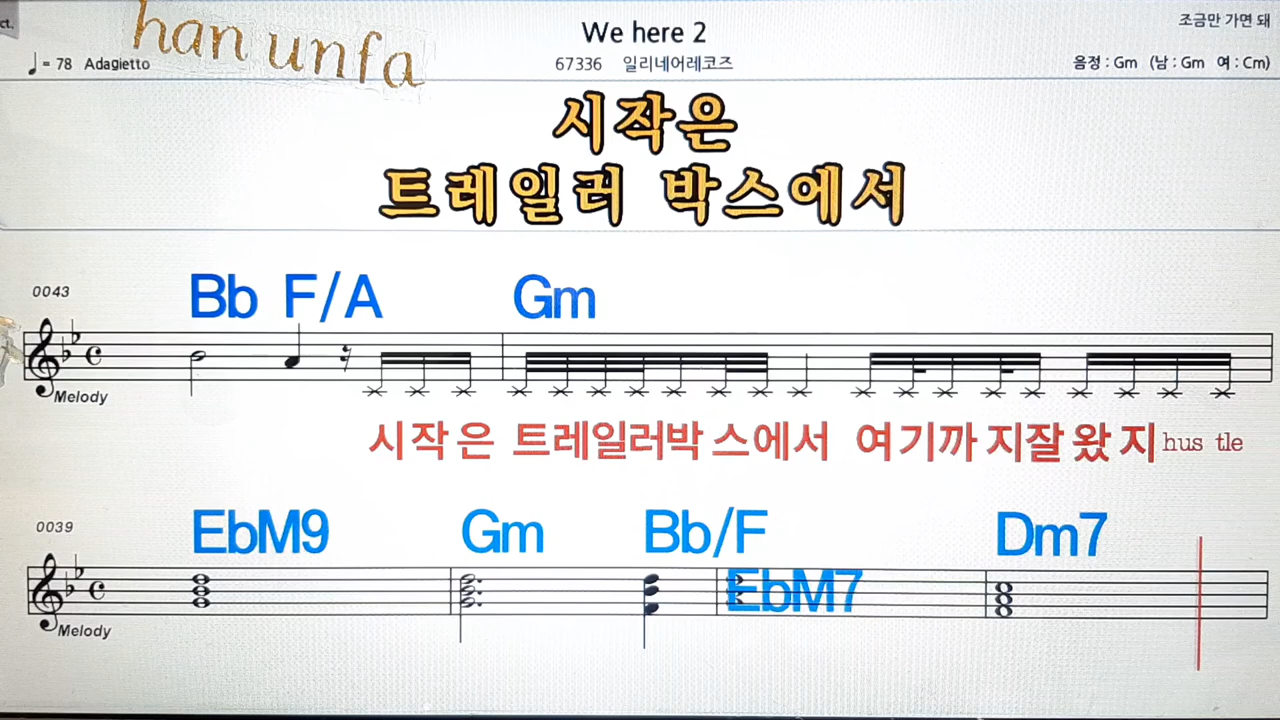 ct.
han unfa
We here 2
조금만 가면 돼
= 78 Adagietto
67336 일리네어레코즈
음정 : Gm (남 : Gm 여 : Cm)
시작은
트레일러 박스에서
0043
Bb F/A Gm
Melody
시작은 트레일러박스에서 여기까지잘왔지 hus tle
0039
EbM9 Gm Bb/F EbM7 Dm7
Melody